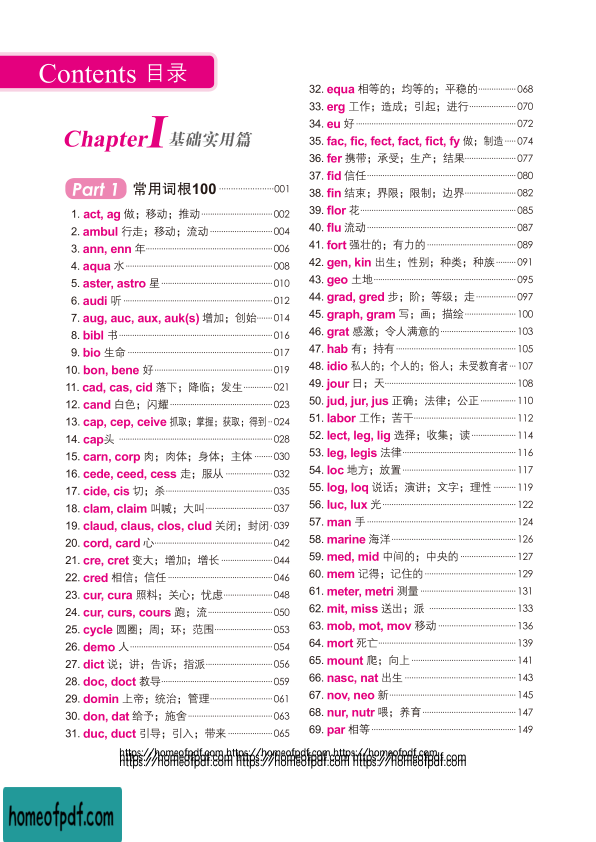 Contents 目录
Chapter I 基础实用篇
Part 1 常用词根100 001
1. act, ag 做；移动；推动 002
2. ambul 行走；移动；流动 004
3. ann, enn 年 006
4. aqua 水 008
5. aster, astro 星 010
6. audi 听 012
7. aug, auc, aux, auk(s) 增加；创始 014
8. bibl 书 016
9. bio 生命 017
10. bon, bene 好 019
11. cad, cas, cid 落下；降临；发生 021
12. cand 白色；闪耀 023
13. cap, cep, ceive 抓取；掌握；获取；得到 024
14. cap头 028
15. carn, corp 肉；肉体；身体；主体 030
16. cede, ceed, cess 走；服从 032
17. cide, cis 切；杀 035
18. clam, claim 叫喊；大叫 037
19. claud, claus, clos, clud 关闭；封闭 039
20. cord, card 心 042
21. cre, cret 变大；增加；增长 044
22. cred 相信；信任 046
23. cur, cura 照料；关心；忧虑 048
24. cur, curs, cours 跑；流 050
25. cycle 圆圈；周；环；范围 053
26. demo 人 054
27. dict 说；讲；告诉；指派 056
28. doc, doct 教导 059
29. domin 上帝；统治；管理 061
30. don, dat 给予；施舍 063
31. duc, duct 引导；引入；带来 065
32. equa 相等的；均等的；平稳的 068
33. erg 工作；造成；引起；进行 070
34. eu 好 072
35. fac, fic, fect, fact, fict, fy 做；制造 074
36. fer 携带；承受；生产；结果 077
37. fid 信任 080
38. fin 结束；界限；限制；边界 082
39. flor 花 085
40. flu 流动 087
41. fort 强壮的；有力的 089
42. gen, kin 出生；性别；种类；种族 091
43. geo 土地 095
44. grad, gred 步；阶；等级；走 097
45. graph, gram 写；画；描绘 100
46. grat 感激；令人满意的 103
47. hab 有；持有 105
48. idio 私人的；个人的；俗人；未受教育者 107
49. jour 日；天 108
50. jud, jur, jus 正确；法律；公正 110
51. labor 工作；苦干 112
52. lect, leg, lig 选择；收集；读 114
53. leg, legis 法律 116
54. loc 地方；放置 117
55. log, loq 说话；演讲；文字；理性 119
56. luc, lux 光 122
57. man 手 124
58. marine 海洋 126
59. med, mid 中间的；中央的 127
60. mem 记得；记住的 129
61. meter, metri 测量 131
62. mit, miss 送出；派 133
63. mob, mot, mov 移动 136
64. mort 死亡 139
65. mount 爬；向上 141
66. nasc, nat 出生 143
67. nov, neo 新 145
68. nur, nutr 喂；养育 147
69. par 相等 149
https://homeofpdf.com https://homeofpdf.com https://homeofpdf.com
https://homeofpdf.com https://homeofpdf.com https://homeofpdf.com
homeofpdf.com